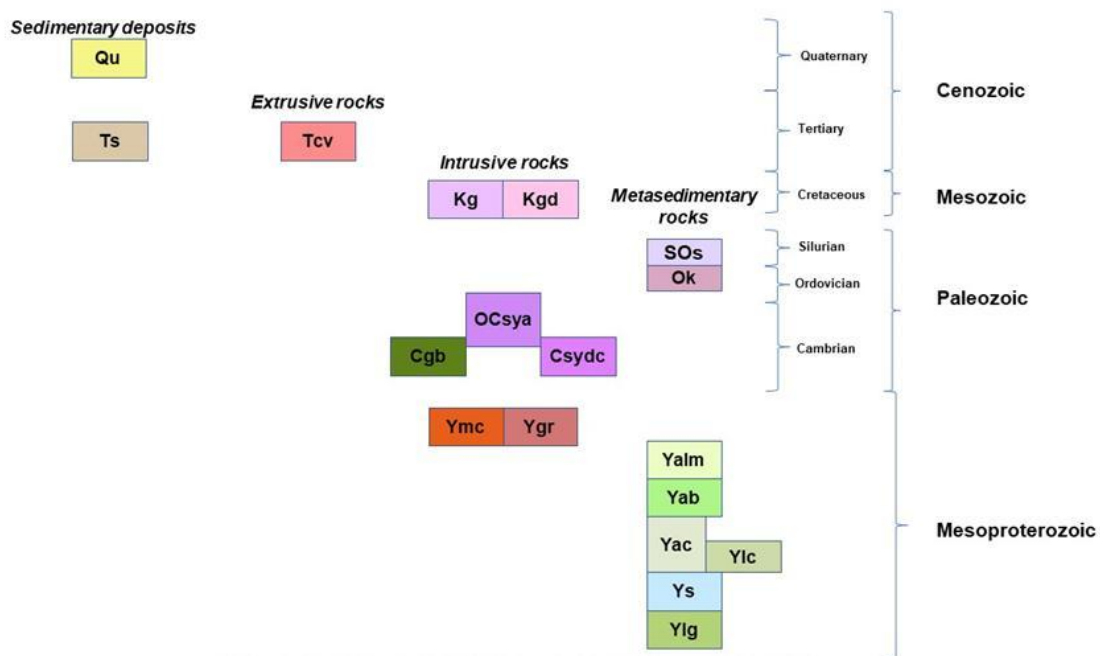 Sedimentary deposits
Qu
Quaternary
Cenozoic
Extrusive rocks
Ts
Tcv
Tertiary
Intrusive rocks
Kg
Kgd
Metasedimentary
rocks
Cretaceous
Mesozoic
SOs
Silurian
Ok
Ordovician
Paleozoic
OCsya
Cgb
Csydc
Cambrian
Ymc
Ygr
Yalm
Yab
Mesoproterozoic
Yac
Ylc
Ys
Ylg